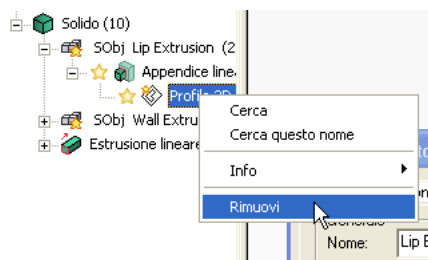 Solido (10)
SObj Lip Extrusion (2
Appendice line
Profilo 2D
SObj Wall Extru
Estrusione lineare
Cerca
Cerca questo nome
Info
Rimuovi
Nome: Lip E